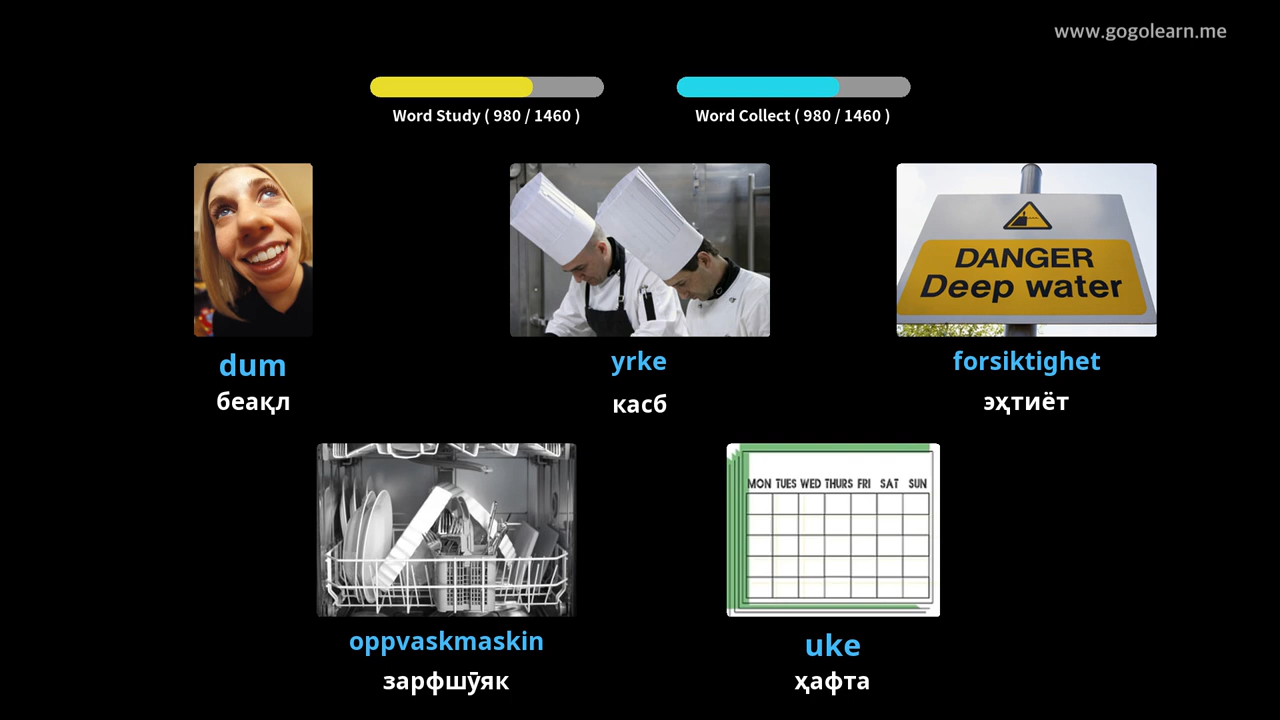 www.gogolearn.me
Word Study ( 980 / 1460 )
Word Collect ( 980 / 1460 )
DANGER
Deep water
dum
беақл
yrke
касб
forsiktighet
эҳтиёт
MON TUES WED THURS FRI SAT SUN
oppvaskmaskin
зарфшӯяк
uke
ҳафта